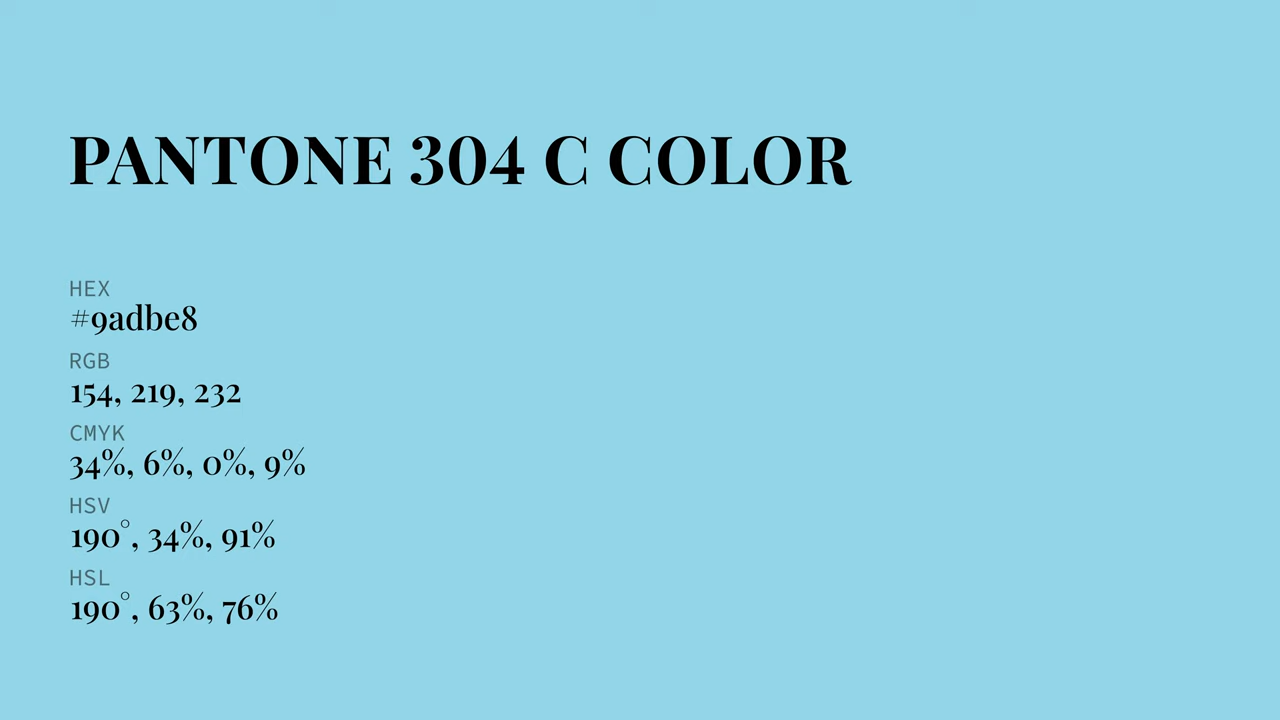 PANTONE 304 C COLOR
HEX
#9adbe8
RGB
154, 219, 232
CMYK
34%, 6%, 0%, 9%
HSV
190°, 34%, 91%
HSL
190°, 63%, 76%